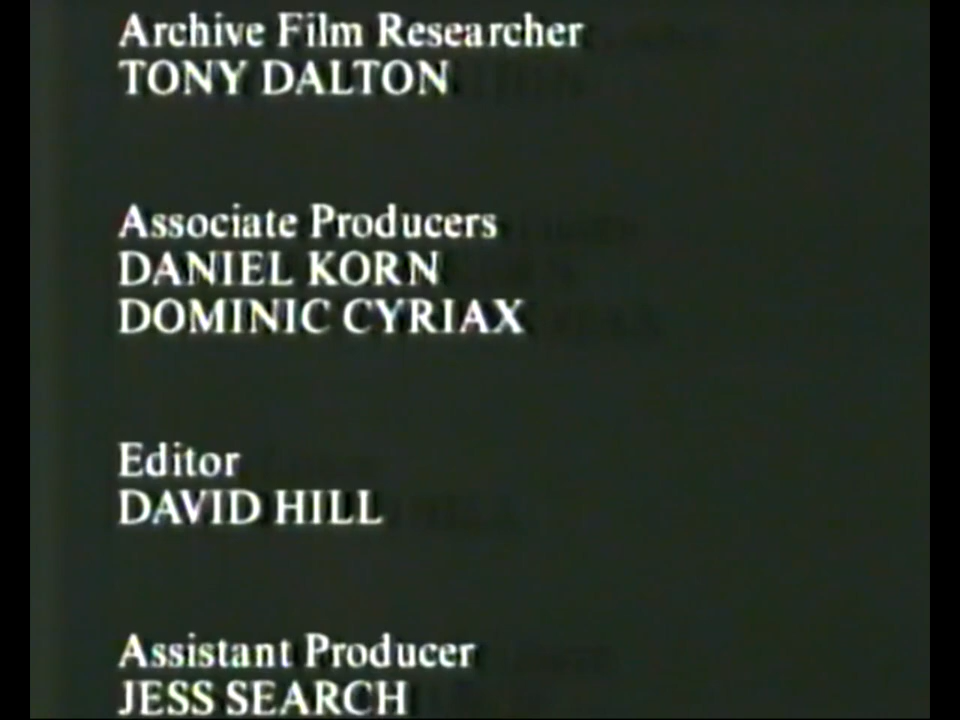 Archive Film Researcher
TONY DALTON
Associate Producers
DANIEL KORN
DOMINIC CYRIAX
Editor
DAVID HILL
Assistant Producer
JESS SEARCH